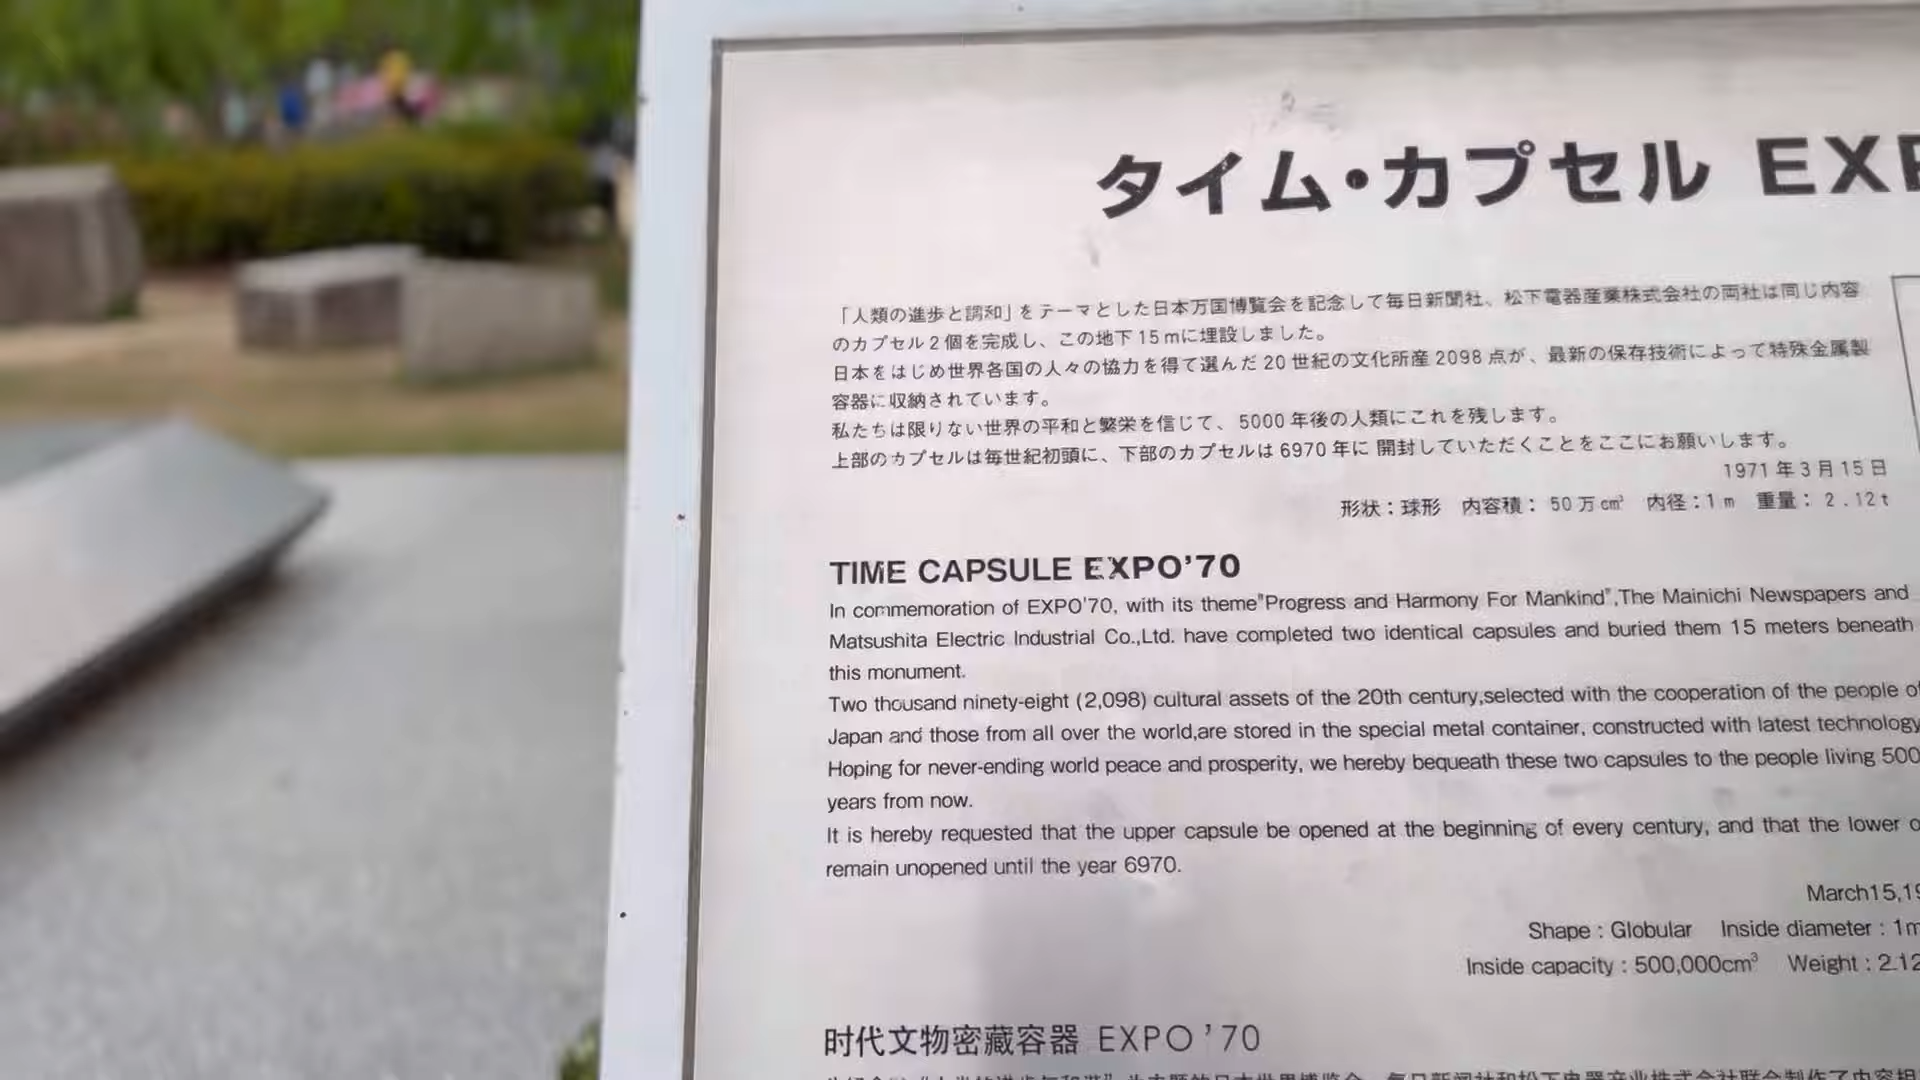 タイム・カプセル EXP
「人類の進歩と調和」をテーマとした日本万国博覧会を記念して毎日新聞社、松下電器産業株式会社の両社は同じ内容
のカプセル2個を完成し、この地下15mに埋設しました。
日本をはじめ世界各国の人々の協力を得て選んだ20世紀の文化所産2098点が、最新の保存技術によって特殊金属製
容器に収納されています。
私たちは限りない世界の平和と繁栄を信じて、5000年後の人類にこれを残します。
上部のカプセルは毎世紀初頭に、下部のカプセルは6970年に開封していただくことをここにお願いします。
1971年3月15日
形状：球形 内容積：50万cm³ 内径：1m 重量：2.12t
TIME CAPSULE EXPO'70
In commemoration of EXPO'70, with its theme"Progress and Harmony For Mankind",The Mainichi Newspapers and
Matsushita Electric Industrial Co.,Ltd. have completed two identical capsules and buried them 15 meters beneath
this monument.
Two thousand ninety-eight (2,098) cultural assets of the 20th century,selected with the cooperation of the people of
Japan and those from all over the world,are stored in the special metal container, constructed with latest technology
Hoping for never-ending world peace and prosperity, we hereby bequeath these two capsules to the people living 500
years from now.
It is hereby requested that the upper capsule be opened at the beginning of every century, and that the lower
remain unopened until the year 6970.
March15,19
Shape : Globular Inside diameter : 1m
Inside capacity : 500,000cm³ Weight : 2.12
时代文物密藏容器 EXPO'70